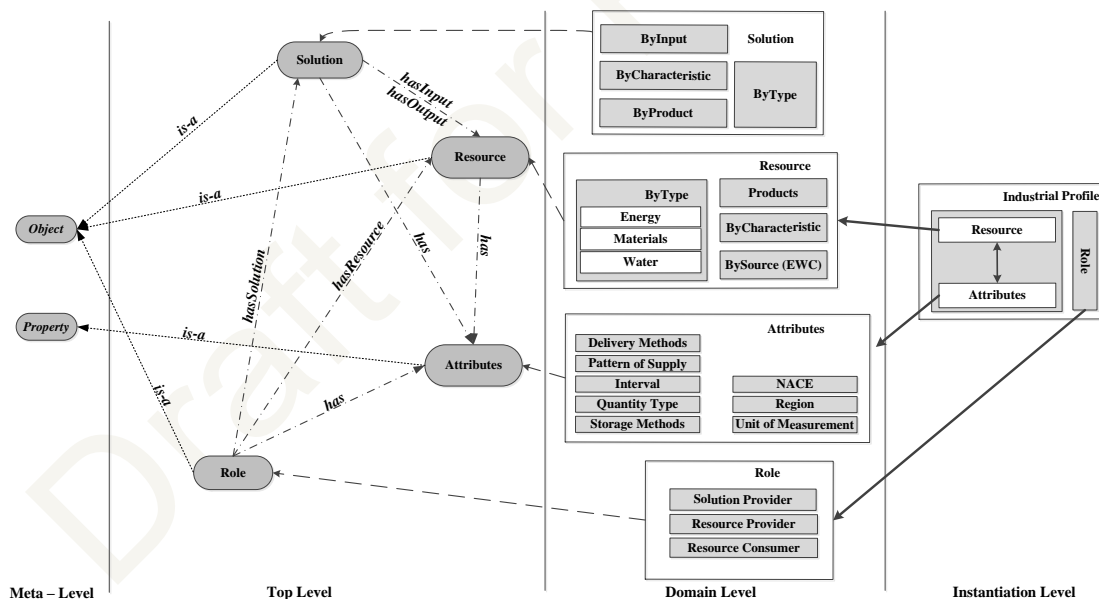 Draft for
Solution
is-a
hasInput
hasOutput
Resource
is-a
Object
has
has
hasSolution
hasResource
Property
is-a
Attributes
is-a
has
Role
ByInput
Solution
ByCharacteristic
ByType
ByProduct
Resource
ByType
Products
Energy
Materials
ByCharacteristic
Water
BySource (EWC)
Industrial Profile
Resource
Role
Attributes
Attributes
Delivery Methods
Pattern of Supply
Interval
NACE
Quantity Type
Region
Storage Methods
Unit of Measurement
Role
Solution Provider
Resource Provider
Resource Consumer
Meta – Level
Top Level
Domain Level
Instantiation Level